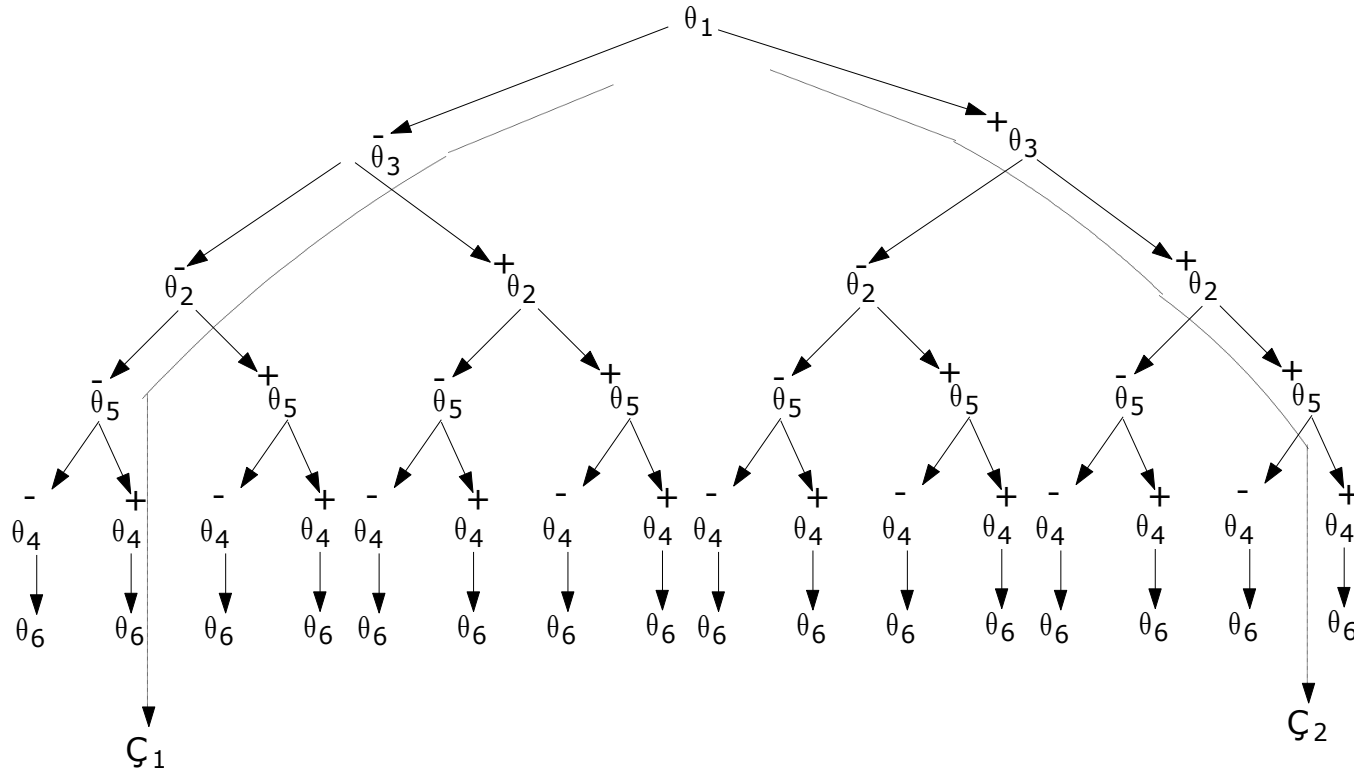 θ1
- +
θ3 θ3
- + - +
θ2 θ2 θ2 θ2
- + - + - + - +
θ5 θ5 θ5 θ5 θ5 θ5 θ5 θ5
- + - + - + - + - + - + - + - +
θ4 θ4 θ4 θ4 θ4 θ4 θ4 θ4 θ4 θ4 θ4 θ4 θ4 θ4 θ4 θ4
θ6 θ6 θ6 θ6 θ6 θ6 θ6 θ6 θ6 θ6 θ6 θ6 θ6 θ6 θ6 θ6
Ç1 Ç2